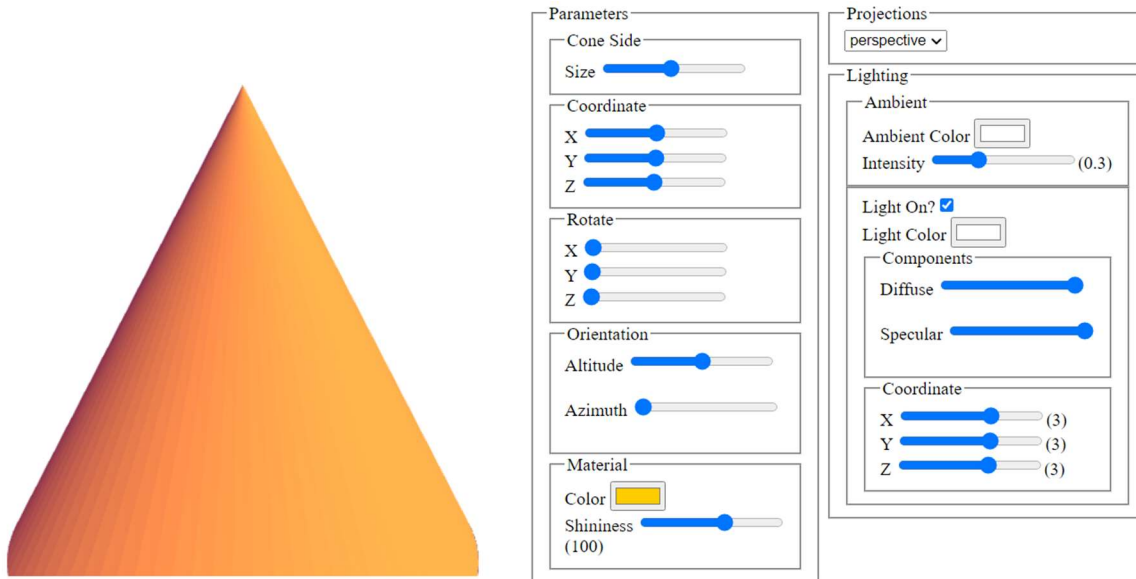 Parameters
Cone Side
Size
Coordinate
X
Y
Z
Rotate
X
Y
Z
Orientation
Altitude
Azimuth
Material
Color
Shininess
(100)
Projections
perspective
Lighting
Ambient
Ambient Color
Intensity (0.3)
Light On?
Light Color
Components
Diffuse
Specular
Coordinate
X (3)
Y (3)
Z (3)